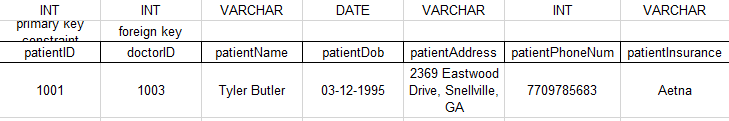 INT INT VARCHAR DATE VARCHAR INT VARCHAR
primary key
constraint foreign key
patientID doctorID patientName patientDob patientAddress patientPhoneNum patientInsurance
2369 Eastwood
1001 1003 Tyler Butler 03-12-1995 Drive, Snellville, 7709785683 Aetna
GA